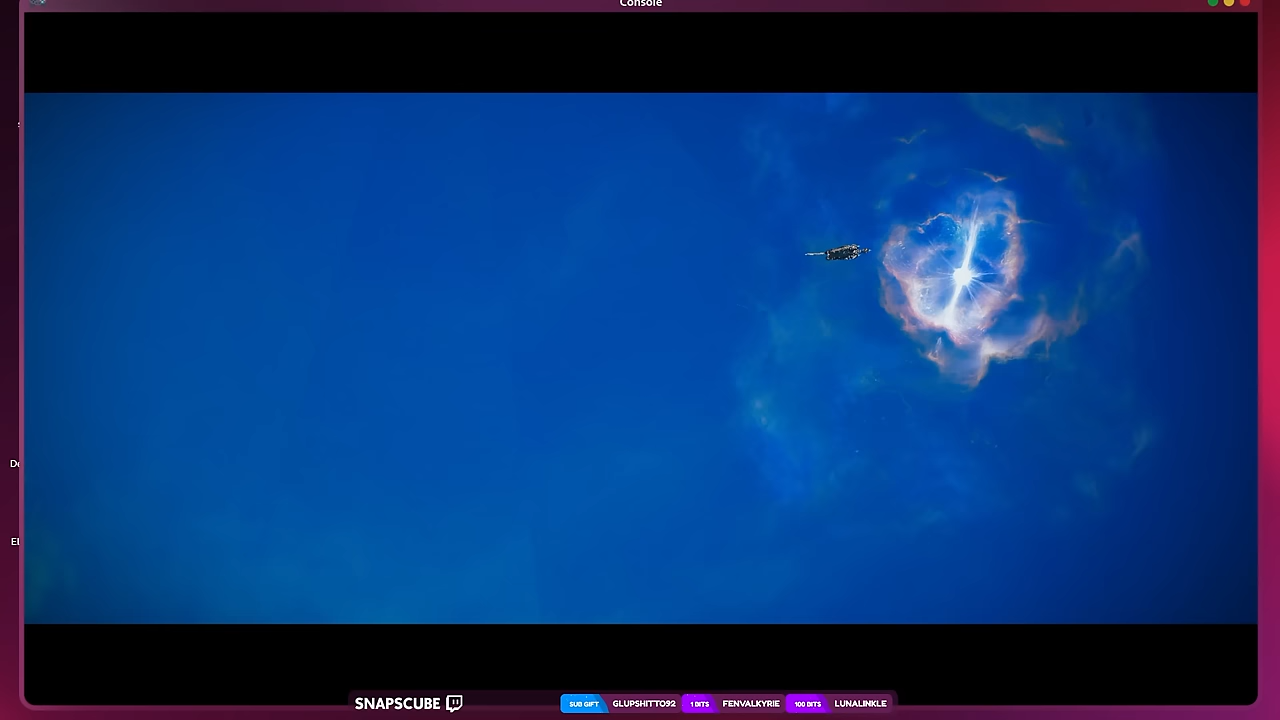 Console
SNAPSCUBE
SUB GIFT GLUPSHITTO92 1 BITS FENVALKYRIE 100 BITS LUNALINKLE